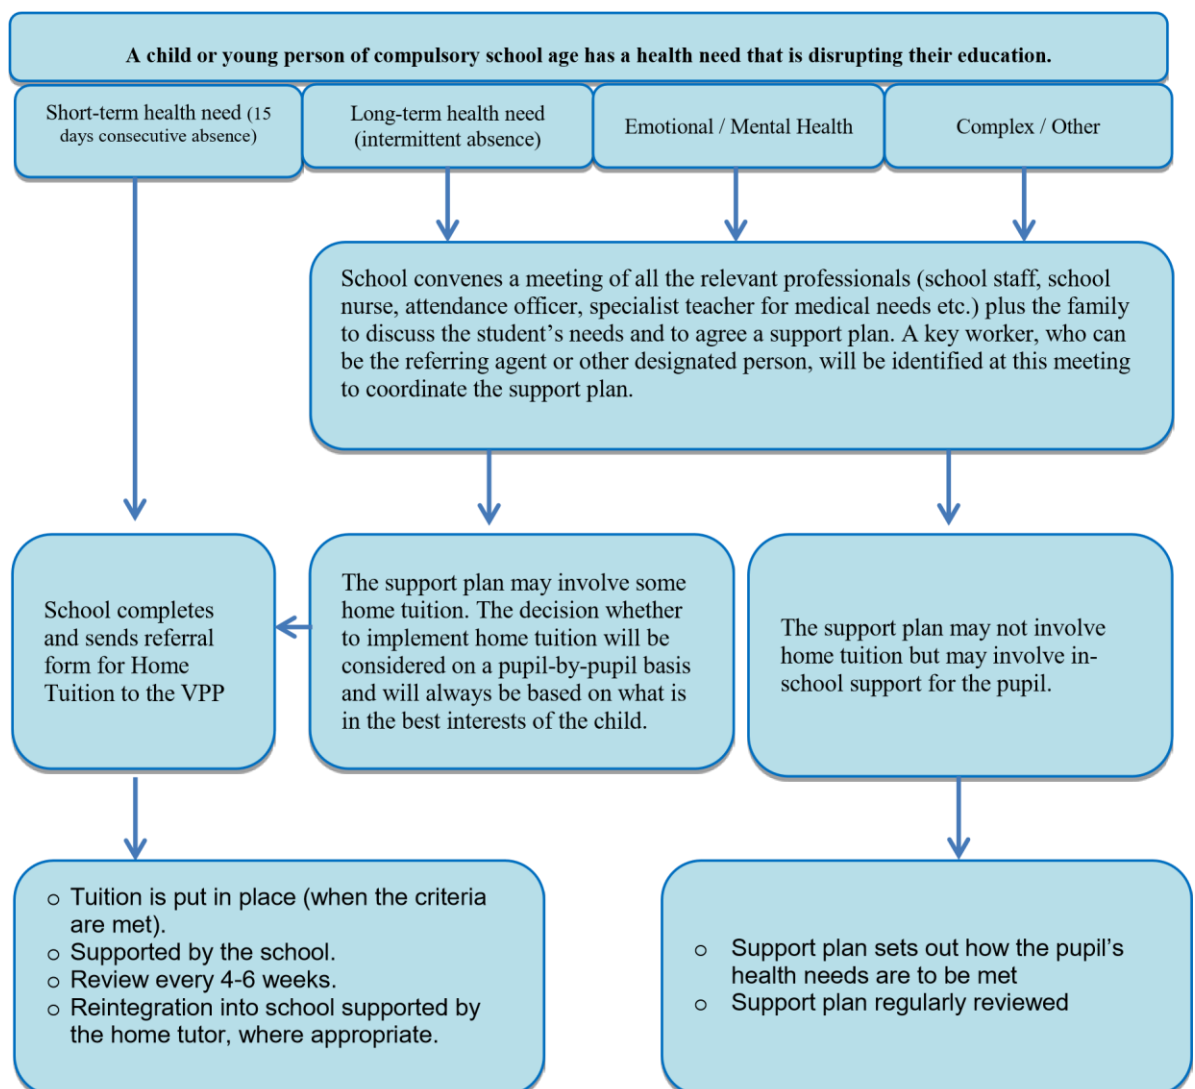 A child or young person of compulsory school age has a health need that is disrupting their education.
Short-term health need (15
days consecutive absence)
Long-term health need
(intermittent absence)
Emotional / Mental Health
Complex / Other
School convenes a meeting of all the relevant professionals (school staff, school
nurse, attendance officer, specialist teacher for medical needs etc.) plus the family
to discuss the student’s needs and to agree a support plan. A key worker, who can
be the referring agent or other designated person, will be identified at this meeting
to coordinate the support plan.
School completes
and sends referral
form for Home
Tuition to the VPP
The support plan may involve some
home tuition. The decision whether
to implement home tuition will be
considered on a pupil-by-pupil basis
and will always be based on what is
in the best interests of the child.
The support plan may not involve
home tuition but may involve in-
school support for the pupil.
o Tuition is put in place (when the criteria
are met).
o Supported by the school.
o Review every 4-6 weeks.
o Reintegration into school supported by
the home tutor, where appropriate.
o Support plan sets out how the pupil’s
health needs are to be met
o Support plan regularly reviewed